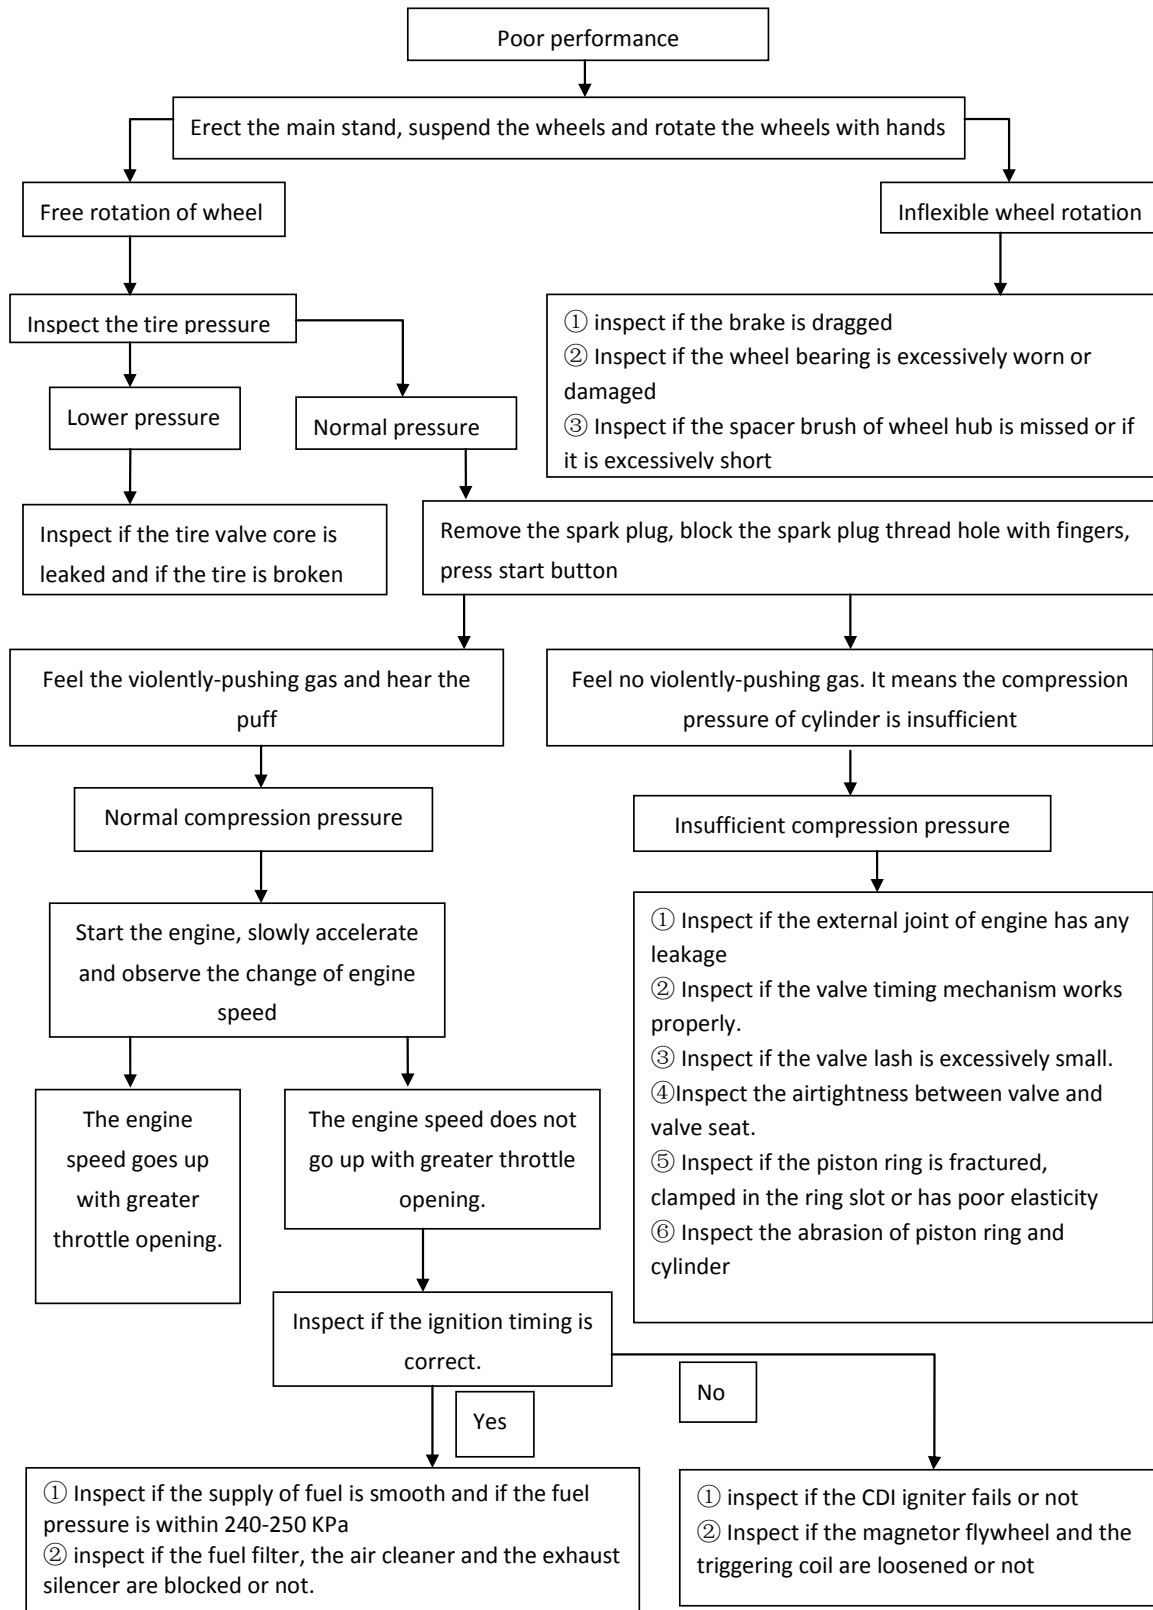 Poor performance
Erect the main stand, suspend the wheels and rotate the wheels with hands
Free rotation of wheel
Inflexible wheel rotation
Inspect the tire pressure
① inspect if the brake is dragged
② Inspect if the wheel bearing is excessively worn or
damaged
③ Inspect if the spacer brush of wheel hub is missed or if
it is excessively short
Lower pressure
Normal pressure
Inspect if the tire valve core is
leaked and if the tire is broken
Remove the spark plug, block the spark plug thread hole with fingers,
press start button
Feel the violently-pushing gas and hear the
puff
Feel no violently-pushing gas. It means the compression
pressure of cylinder is insufficient
Normal compression pressure
Insufficient compression pressure
Start the engine, slowly accelerate
and observe the change of engine
speed
① Inspect if the external joint of engine has any
leakage
② Inspect if the valve timing mechanism works
properly.
③ Inspect if the valve lash is excessively small.
④Inspect the airtightness between valve and
valve seat.
⑤ Inspect if the piston ring is fractured,
clamped in the ring slot or has poor elasticity
⑥ Inspect the abrasion of piston ring and
cylinder
The engine
speed goes up
with greater
throttle opening.
The engine speed does not
go up with greater throttle
opening.
Inspect if the ignition timing is
correct.
Yes
No
① Inspect if the supply of fuel is smooth and if the fuel
pressure is within 240-250 KPa
② inspect if the fuel filter, the air cleaner and the exhaust
silencer are blocked or not.
① inspect if the CDI igniter fails or not
② Inspect if the magnetor flywheel and the
triggering coil are loosened or not